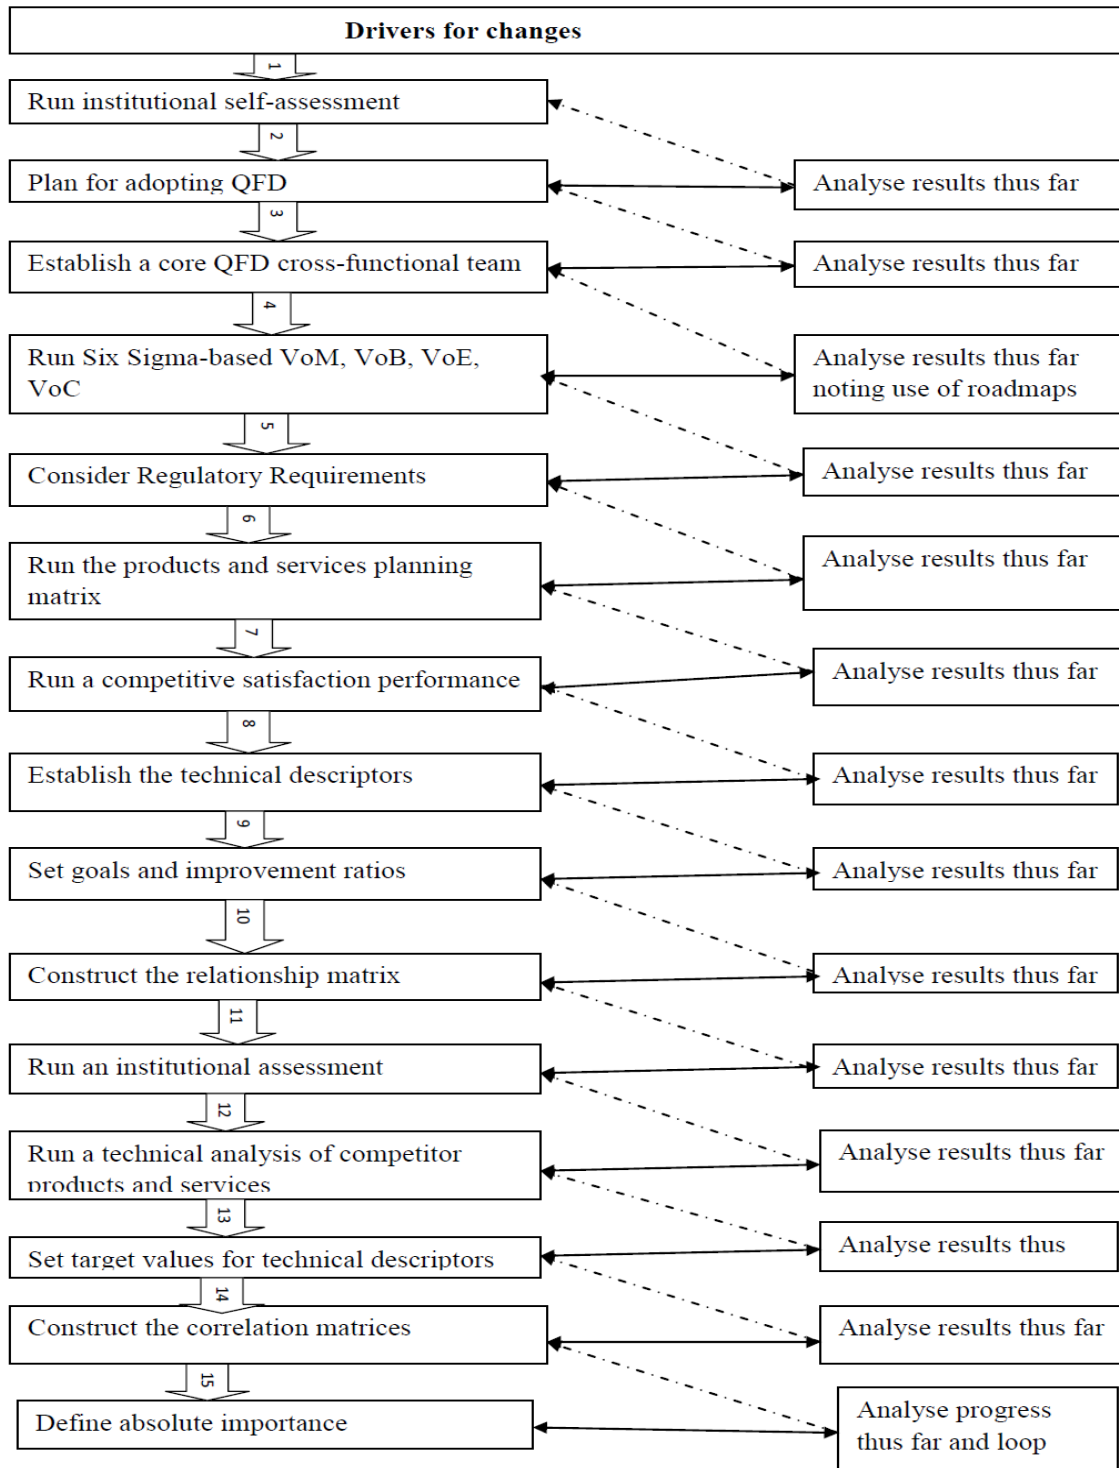 Drivers for changes
1
Run institutional self-assessment
2
Plan for adopting QFD
Analyse results thus far
3
Establish a core QFD cross-functional team
Analyse results thus far
4
Run Six Sigma-based VoM, VoB, VoE,
VoC
Analyse results thus far
noting use of roadmaps
5
Consider Regulatory Requirements
Analyse results thus far
6
Run the products and services planning
matrix
Analyse results thus far
7
Run a competitive satisfaction performance
Analyse results thus far
8
Establish the technical descriptors
Analyse results thus far
9
Set goals and improvement ratios
Analyse results thus far
10
Construct the relationship matrix
Analyse results thus far
11
Run an institutional assessment
Analyse results thus far
12
Run a technical analysis of competitor
products and services
Analyse results thus far
13
Set target values for technical descriptors
Analyse results thus
14
Construct the correlation matrices
Analyse results thus far
15
Define absolute importance
Analyse progress
thus far and loop